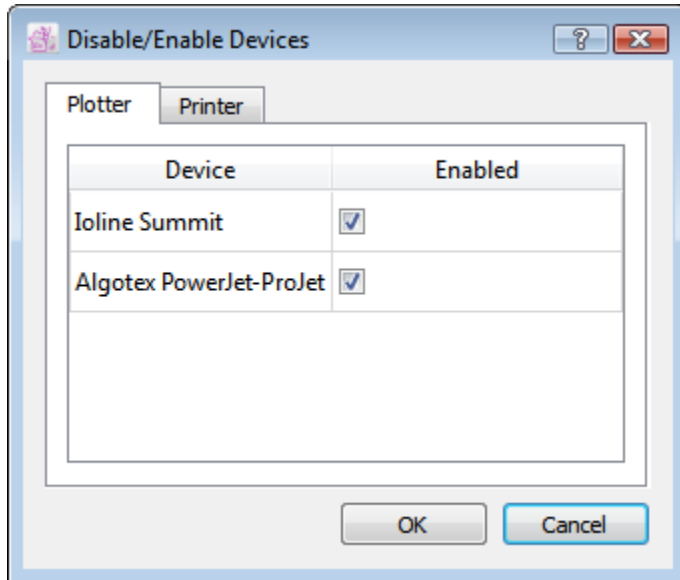 Disable/Enable Devices
?
Plotter Printer
Device Enabled
Ioline Summit
Algotex PowerJet-ProJet
OK Cancel